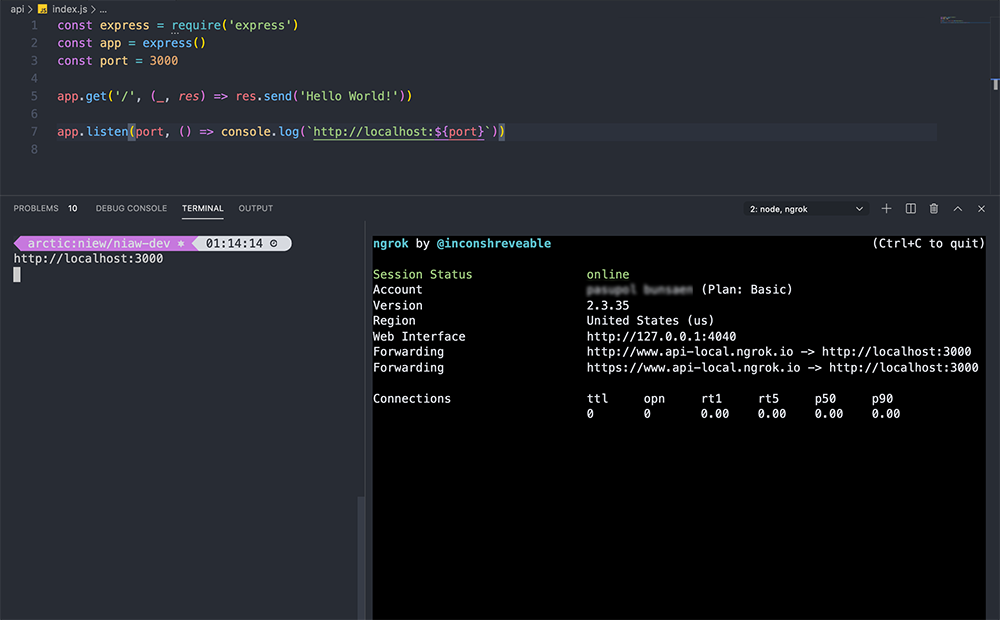 api > index.js > ...
1 const express = require('express')
2 const app = express()
3 const port = 3000
4
5 app.get('/', (_, res) => res.send('Hello World!'))
6
7 app.listen(port, () => console.log(`http://localhost:${port}`))
8
PROBLEMS 10 DEBUG CONSOLE TERMINAL OUTPUT 2: node, ngrok
arctic:niew/niaw-dev * 01:14:14
http://localhost:3000
ngrok by @inconshreveable (Ctrl+C to quit)
Session Status online
Account (Plan: Basic)
Version 2.3.35
Region United States (us)
Web Interface http://127.0.0.1:4040
Forwarding http://www.api-local.ngrok.io -> http://localhost:3000
Forwarding https://www.api-local.ngrok.io -> http://localhost:3000
Connections ttl opn rt1 rt5 p50 p90
0 0 0.00 0.00 0.00 0.00